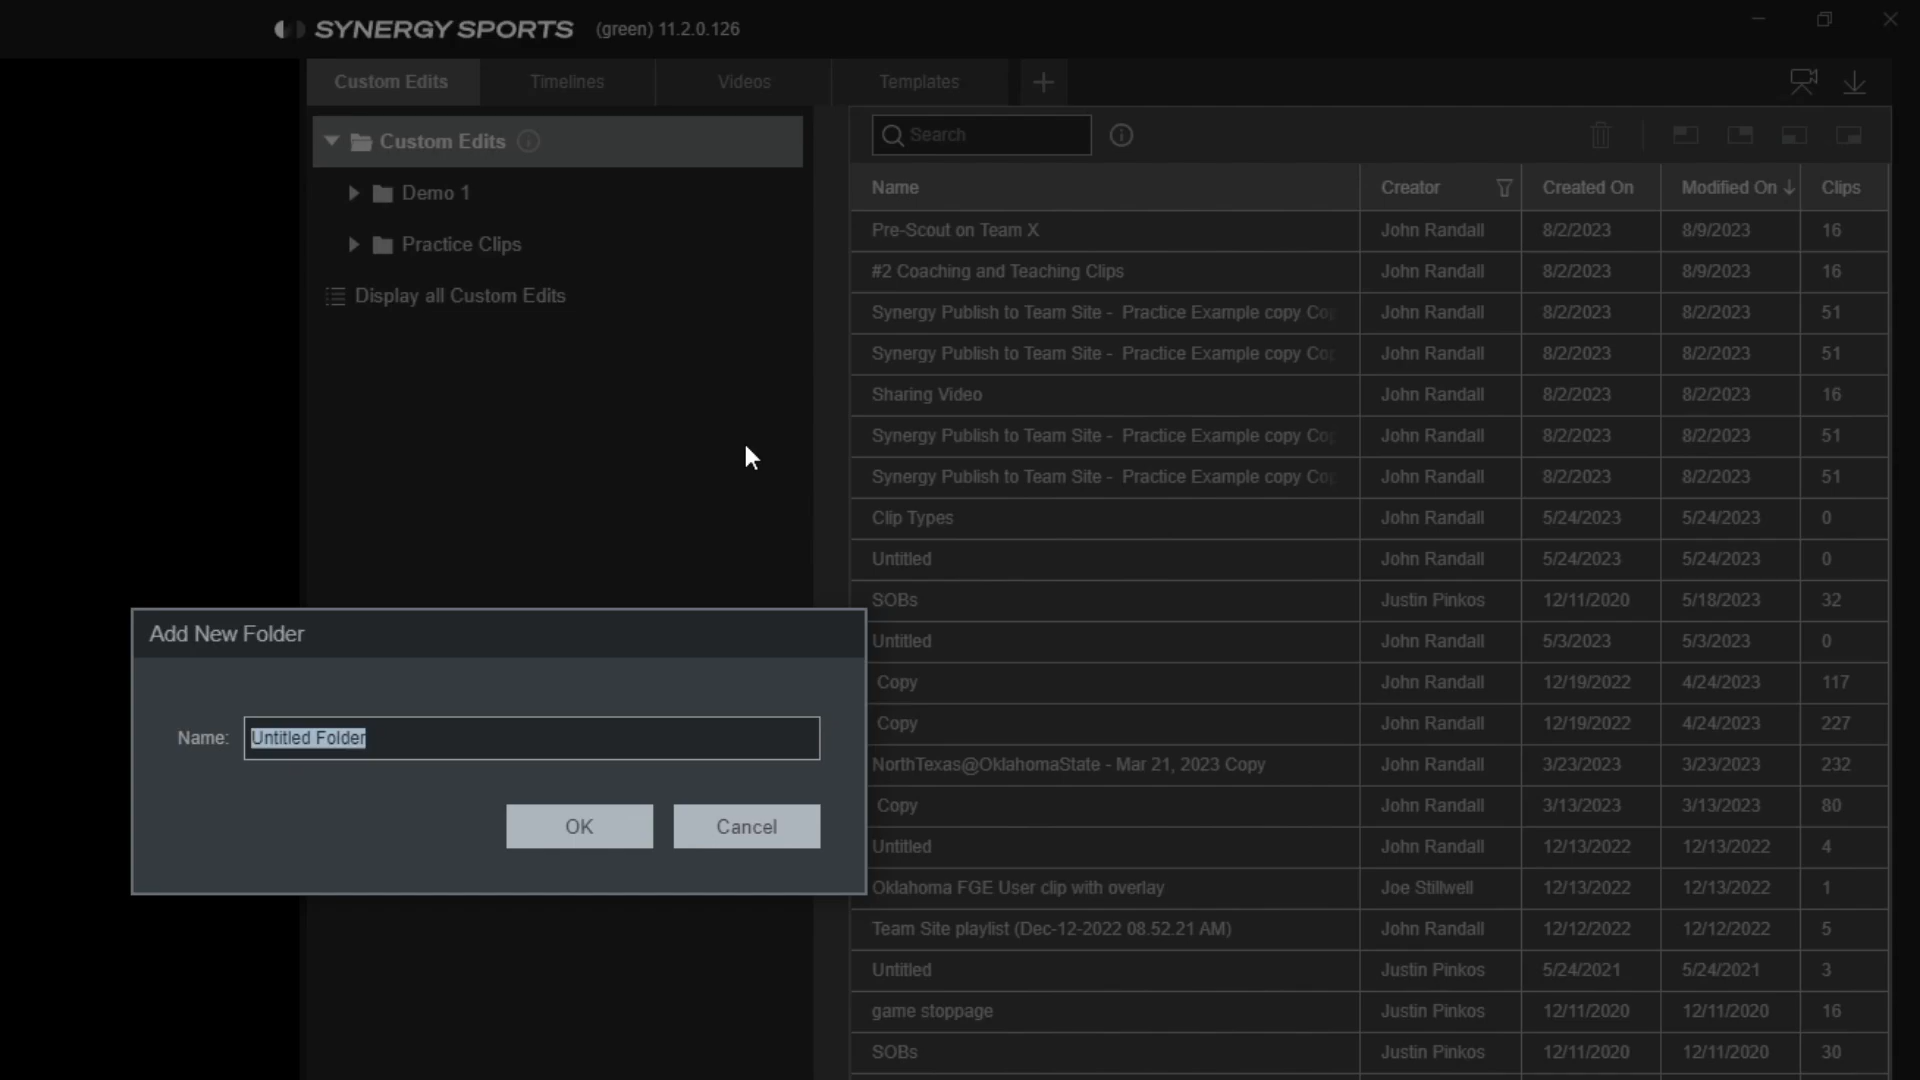 SYNERGY SPORTS (green) 11.2.0.126
Custom Edits Timelines Videos Templates
Custom Edits
Demo 1
Practice Clips
Display all Custom Edits
Search
Name Creator Created On Modified On Clips
Pre-Scout on Team X John Randall 8/2/2023 8/9/2023 16
#2 Coaching and Teaching Clips John Randall 8/2/2023 8/9/2023 16
Synergy Publish to Team Site - Practice Example copy Cop John Randall 8/2/2023 8/2/2023 51
Synergy Publish to Team Site - Practice Example copy Cop John Randall 8/2/2023 8/2/2023 51
Sharing Video John Randall 8/2/2023 8/2/2023 16
Synergy Publish to Team Site - Practice Example copy Cop John Randall 8/2/2023 8/2/2023 51
Synergy Publish to Team Site - Practice Example copy Cop John Randall 8/2/2023 8/2/2023 51
Clip Types John Randall 5/24/2023 5/24/2023 0
Untitled John Randall 5/24/2023 5/24/2023 0
SOBs Justin Pinkos 12/11/2020 5/18/2023 32
Untitled John Randall 5/3/2023 5/3/2023 0
Copy John Randall 12/19/2022 4/24/2023 117
Copy John Randall 12/19/2022 4/24/2023 227
NorthTexas@OklahomaState - Mar 21, 2023 Copy John Randall 3/23/2023 3/23/2023 232
Copy John Randall 3/13/2023 3/13/2023 80
Untitled John Randall 12/13/2022 12/13/2022 4
Oklahoma FGE User clip with overlay Joe Stillwell 12/13/2022 12/13/2022 1
Team Site playlist (Dec-12-2022 08.52.21 AM) John Randall 12/12/2022 12/12/2022 5
Untitled Justin Pinkos 5/24/2021 5/24/2021 3
game stoppage Justin Pinkos 12/11/2020 12/11/2020 16
SOBs Justin Pinkos 12/11/2020 12/11/2020 30
Add New Folder
Name: Untitled Folder
OK Cancel